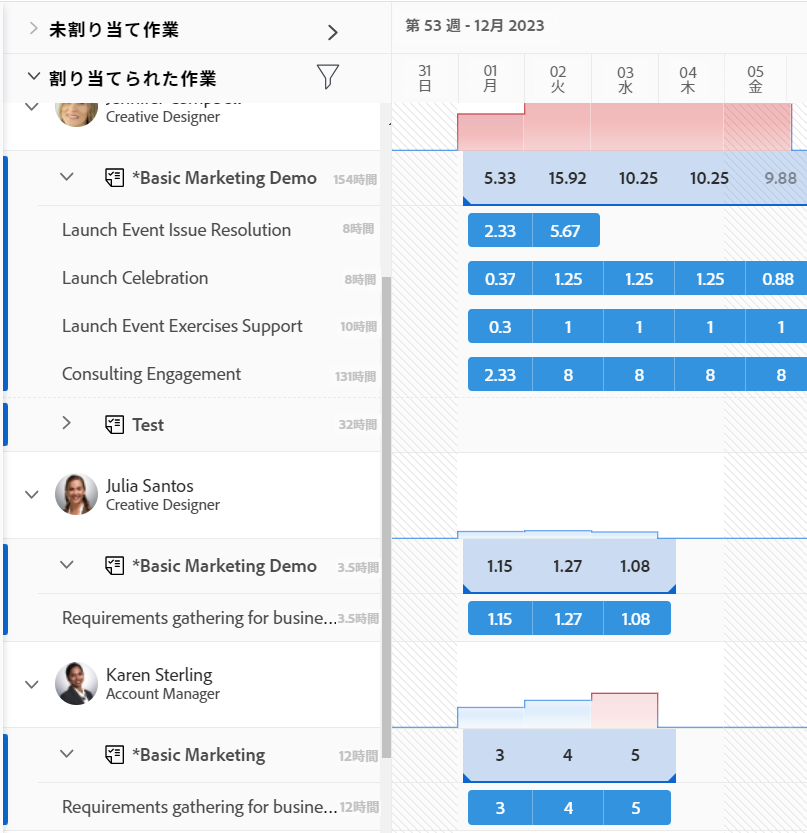 未割り当て作業
第 53 週 - 12月 2023
割り当てられた作業
31 01 02 03 04 05
日 月 火 水 木 金
Creative Designer
*Basic Marketing Demo 154時間 5.33 15.92 10.25 10.25 9.88
Launch Event Issue Resolution 8時間 2.33 5.67
Launch Celebration 8時間 0.37 1.25 1.25 1.25 0.88
Launch Event Exercises Support 10時間 0.3 1 1 1 1
Consulting Engagement 131時間 2.33 8 8 8 8
Test 32時間
Julia Santos
Creative Designer
*Basic Marketing Demo 3.5時間 1.15 1.27 1.08
Requirements gathering for busine... 3.5時間 1.15 1.27 1.08
Karen Sterling
Account Manager
*Basic Marketing 12時間 3 4 5
Requirements gathering for busine... 12時間 3 4 5